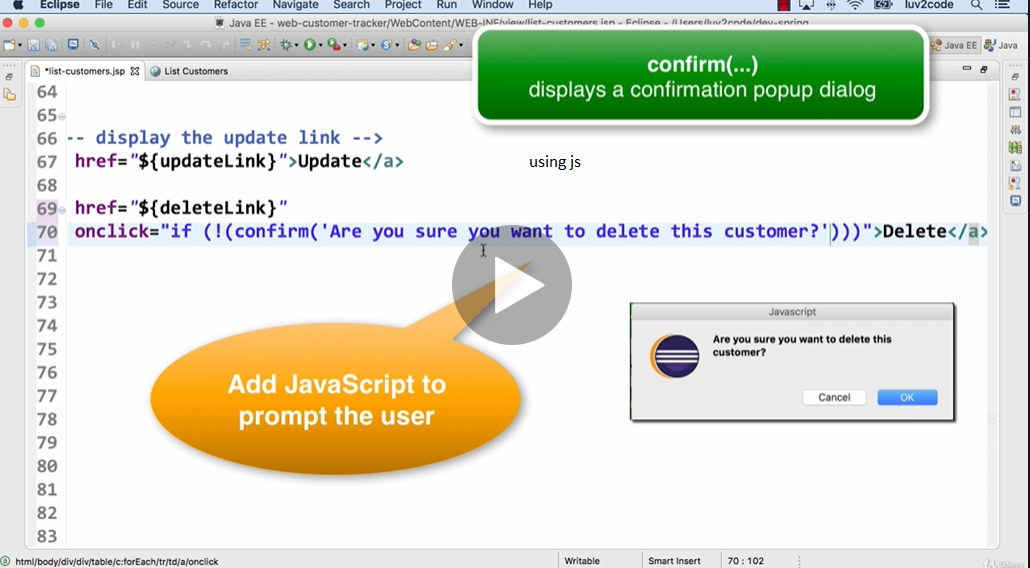 Eclipse File Edit Source Refactor Navigate Search Project Run Window Help luv2code
Java EE - web-customer-tracker/WebContent/WEB-INF/view/list-customers.jsp - Eclipse - /Users/luv2code/dev-spring
Java EE Java
*list-customers.jsp List Customers
confirm(...)
displays a confirmation popup dialog
64
65
66 -- display the update link -->
67 href="${updateLink}">Update</a>
using js
68
69 href="${deleteLink}"
70 onclick="if (!(confirm('Are you sure you want to delete this customer?')))">Delete</a>
71
72
73
74
75
76
77
78
79
80
81
82
83
Javascript
Are you sure you want to delete this
customer?
Cancel OK
Add JavaScript to
prompt the user
html/body/div/div/table/c:forEach/tr/td/a/onclick Writable Smart Insert 70 : 102